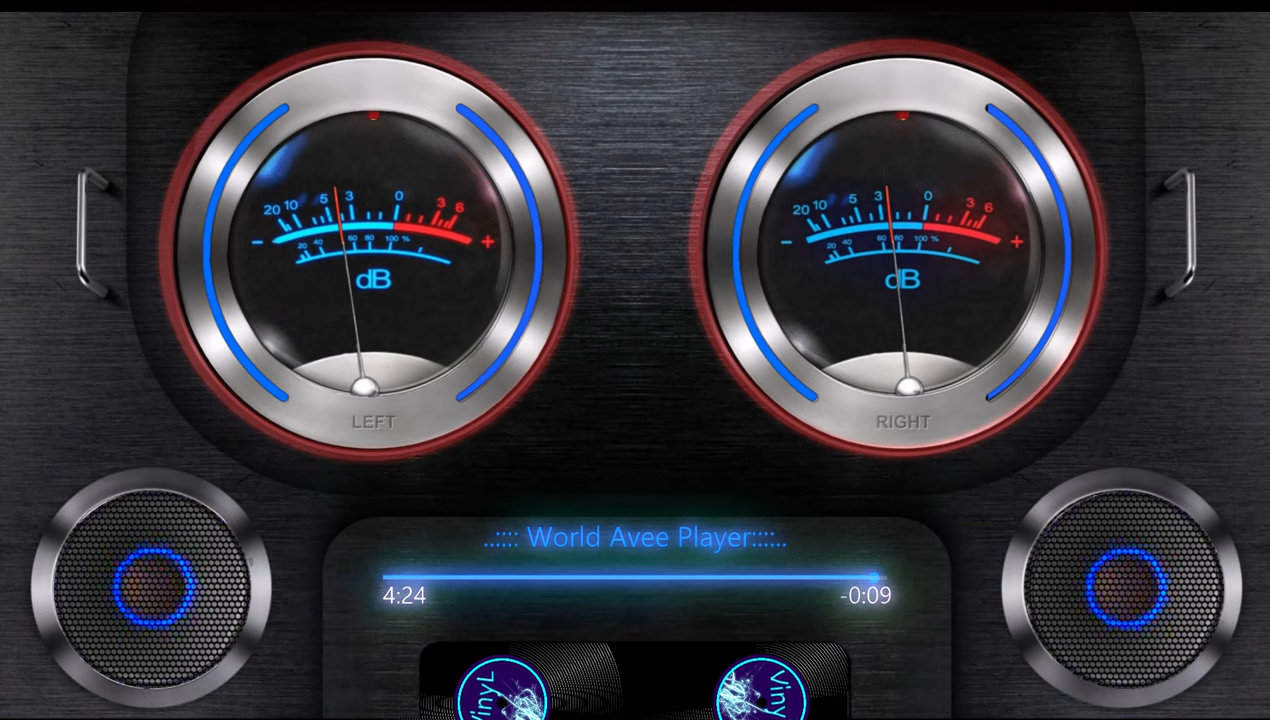 20 10 5 3 0 3 6
- +
20 40 60 80 100 %
dB
LEFT
20 10 5 3 0 3 6
- +
20 40 60 80 100 %
dB
RIGHT
..:::: World Avee Player::::..
4:24 -0:09
VinyL Viny